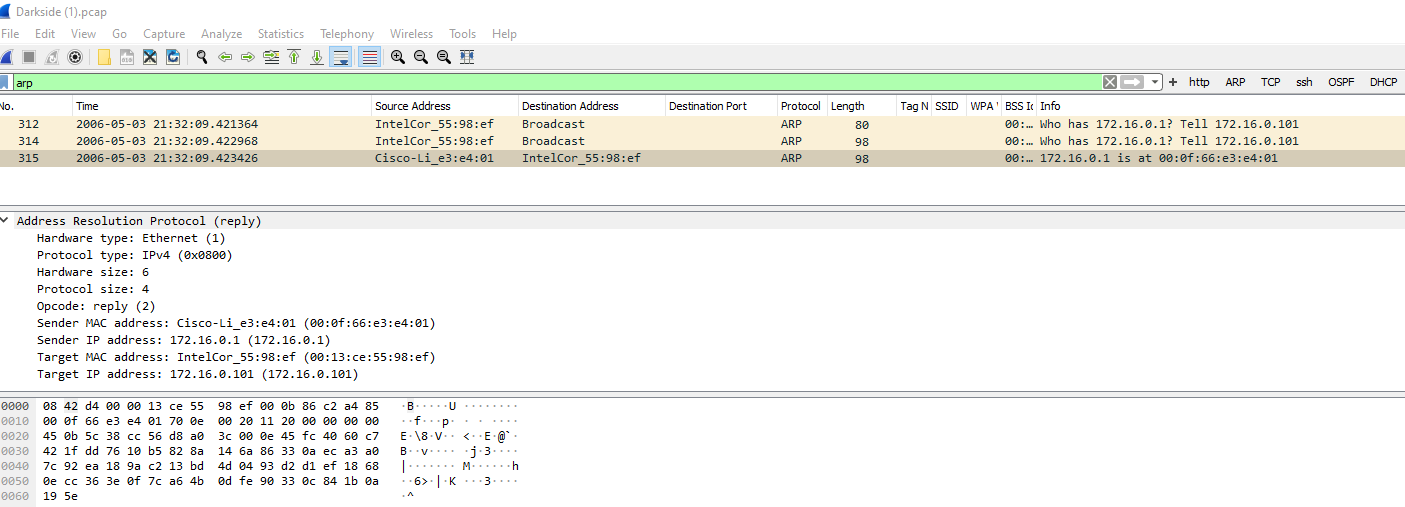 Darkside (1).pcap
File Edit View Go Capture Analyze Statistics Telephony Wireless Tools Help
arp + http ARP TCP ssh OSPF DHCP
No. Time Source Address Destination Address Destination Port Protocol Length Tag N SSID WPA BSS Info
312 2006-05-03 21:32:09.421364 IntelCor_55:98:ef Broadcast ARP 80 00:… Who has 172.16.0.1? Tell 172.16.0.101
314 2006-05-03 21:32:09.422968 IntelCor_55:98:ef Broadcast ARP 98 00:… Who has 172.16.0.1? Tell 172.16.0.101
315 2006-05-03 21:32:09.423426 Cisco-Li_e3:e4:01 IntelCor_55:98:ef ARP 98 00:… 172.16.0.1 is at 00:0f:66:e3:e4:01
Address Resolution Protocol (reply)
Hardware type: Ethernet (1)
Protocol type: IPv4 (0x0800)
Hardware size: 6
Protocol size: 4
Opcode: reply (2)
Sender MAC address: Cisco-Li_e3:e4:01 (00:0f:66:e3:e4:01)
Sender IP address: 172.16.0.1 (172.16.0.1)
Target MAC address: IntelCor_55:98:ef (00:13:ce:55:98:ef)
Target IP address: 172.16.0.101 (172.16.0.101)
0000 08 42 d4 00 00 13 ce 55 98 ef 00 0b 86 c2 a4 85 ·B·····U ········
0010 00 0f 66 e3 e4 01 70 0e 00 20 11 20 00 00 00 00 ··f···p· · · ····
0020 45 0b 5c 38 cc 56 d8 a0 3c 00 0e 45 fc 40 60 c7 E·\8·V·· <··E·@`·
0030 42 1f dd 76 10 b5 82 8a 14 6a 86 33 0a ec a3 a0 B··v···· ·j·3····
0040 7c 92 ea 18 9a c2 13 bd 4d 04 93 d2 d1 ef 18 68 |······· M······h
0050 0e cc 36 3e 0f 7c a6 4b 0d fe 90 33 0c 84 1b 0a ··6>·|·K ···3····
0060 19 5e ·^